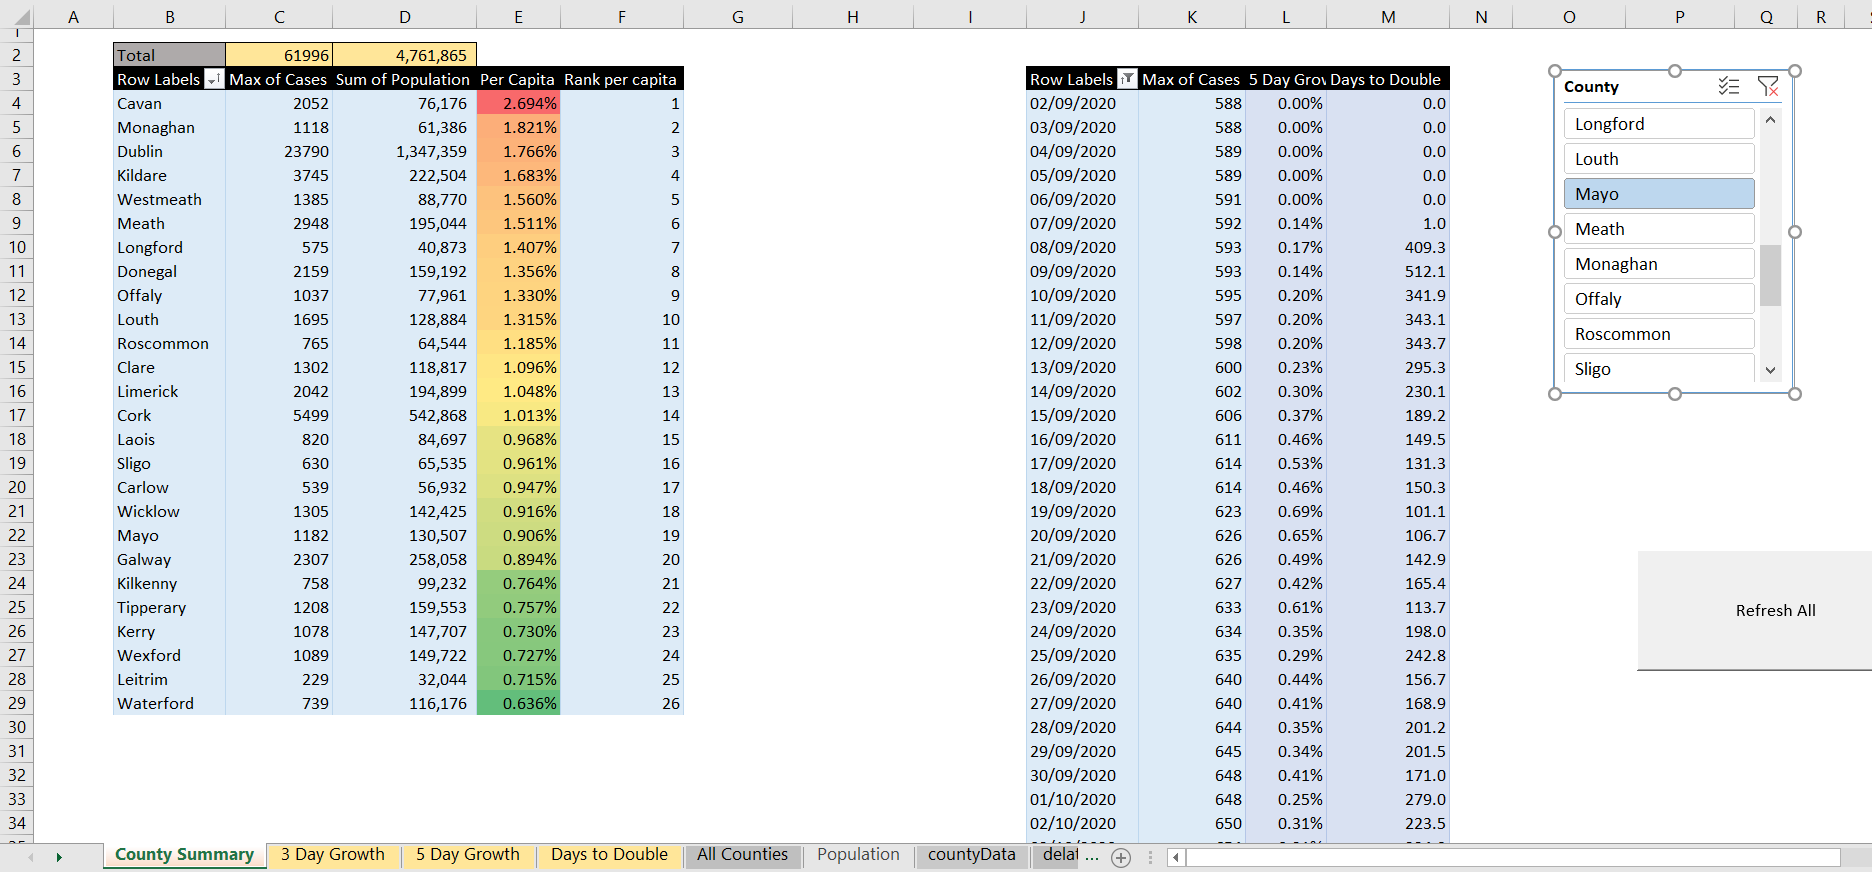 A B C D E F G H I J K L M N O P Q R
1
2 Total 61996 4,761,865
3 Row Labels Max of Cases Sum of Population Per Capita Rank per capita Row Labels Max of Cases 5 Day Grov Days to Double
4 Cavan 2052 76,176 2.694% 1 02/09/2020 588 0.00% 0.0
5 Monaghan 1118 61,386 1.821% 2 03/09/2020 588 0.00% 0.0
6 Dublin 23790 1,347,359 1.766% 3 04/09/2020 589 0.00% 0.0
7 Kildare 3745 222,504 1.683% 4 05/09/2020 589 0.00% 0.0
8 Westmeath 1385 88,770 1.560% 5 06/09/2020 591 0.00% 0.0
9 Meath 2948 195,044 1.511% 6 07/09/2020 592 0.14% 1.0
10 Longford 575 40,873 1.407% 7 08/09/2020 593 0.17% 409.3
11 Donegal 2159 159,192 1.356% 8 09/09/2020 593 0.14% 512.1
12 Offaly 1037 77,961 1.330% 9 10/09/2020 595 0.20% 341.9
13 Louth 1695 128,884 1.315% 10 11/09/2020 597 0.20% 343.1
14 Roscommon 765 64,544 1.185% 11 12/09/2020 598 0.20% 343.7
15 Clare 1302 118,817 1.096% 12 13/09/2020 600 0.23% 295.3
16 Limerick 2042 194,899 1.048% 13 14/09/2020 602 0.30% 230.1
17 Cork 5499 542,868 1.013% 14 15/09/2020 606 0.37% 189.2
18 Laois 820 84,697 0.968% 15 16/09/2020 611 0.46% 149.5
19 Sligo 630 65,535 0.961% 16 17/09/2020 614 0.53% 131.3
20 Carlow 539 56,932 0.947% 17 18/09/2020 614 0.46% 150.3
21 Wicklow 1305 142,425 0.916% 18 19/09/2020 623 0.69% 101.1
22 Mayo 1182 130,507 0.906% 19 20/09/2020 626 0.65% 106.7
23 Galway 2307 258,058 0.894% 20 21/09/2020 626 0.49% 142.9
24 Kilkenny 758 99,232 0.764% 21 22/09/2020 627 0.42% 165.4
25 Tipperary 1208 159,553 0.757% 22 23/09/2020 633 0.61% 113.7
26 Kerry 1078 147,707 0.730% 23 24/09/2020 634 0.35% 198.0
27 Wexford 1089 149,722 0.727% 24 25/09/2020 635 0.29% 242.8
28 Leitrim 229 32,044 0.715% 25 26/09/2020 640 0.44% 156.7
29 Waterford 739 116,176 0.636% 26 27/09/2020 640 0.41% 168.9
30 28/09/2020 644 0.35% 201.2
31 29/09/2020 645 0.34% 201.5
32 30/09/2020 648 0.41% 171.0
33 01/10/2020 648 0.25% 279.0
34 02/10/2020 650 0.31% 223.5
County
Longford
Louth
Mayo
Meath
Monaghan
Offaly
Roscommon
Sligo
Refresh All
County Summary 3 Day Growth 5 Day Growth Days to Double All Counties Population countyData delat ...